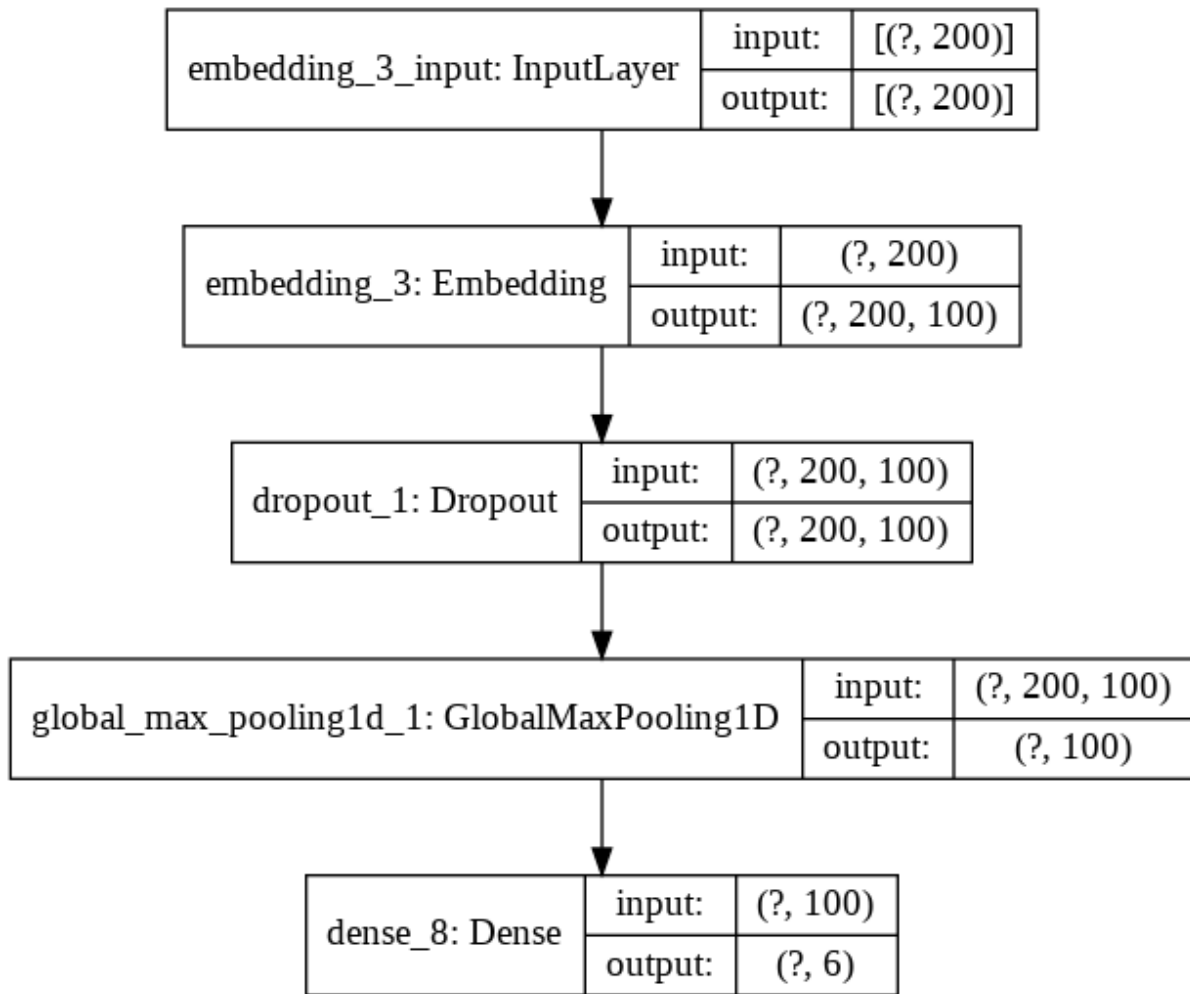 embedding_3_input: InputLayer
input: [(?, 200)]
output: [(?, 200)]
embedding_3: Embedding
input: (?, 200)
output: (?, 200, 100)
dropout_1: Dropout
input: (?, 200, 100)
output: (?, 200, 100)
global_max_pooling1d_1: GlobalMaxPooling1D
input: (?, 200, 100)
output: (?, 100)
dense_8: Dense
input: (?, 100)
output: (?, 6)